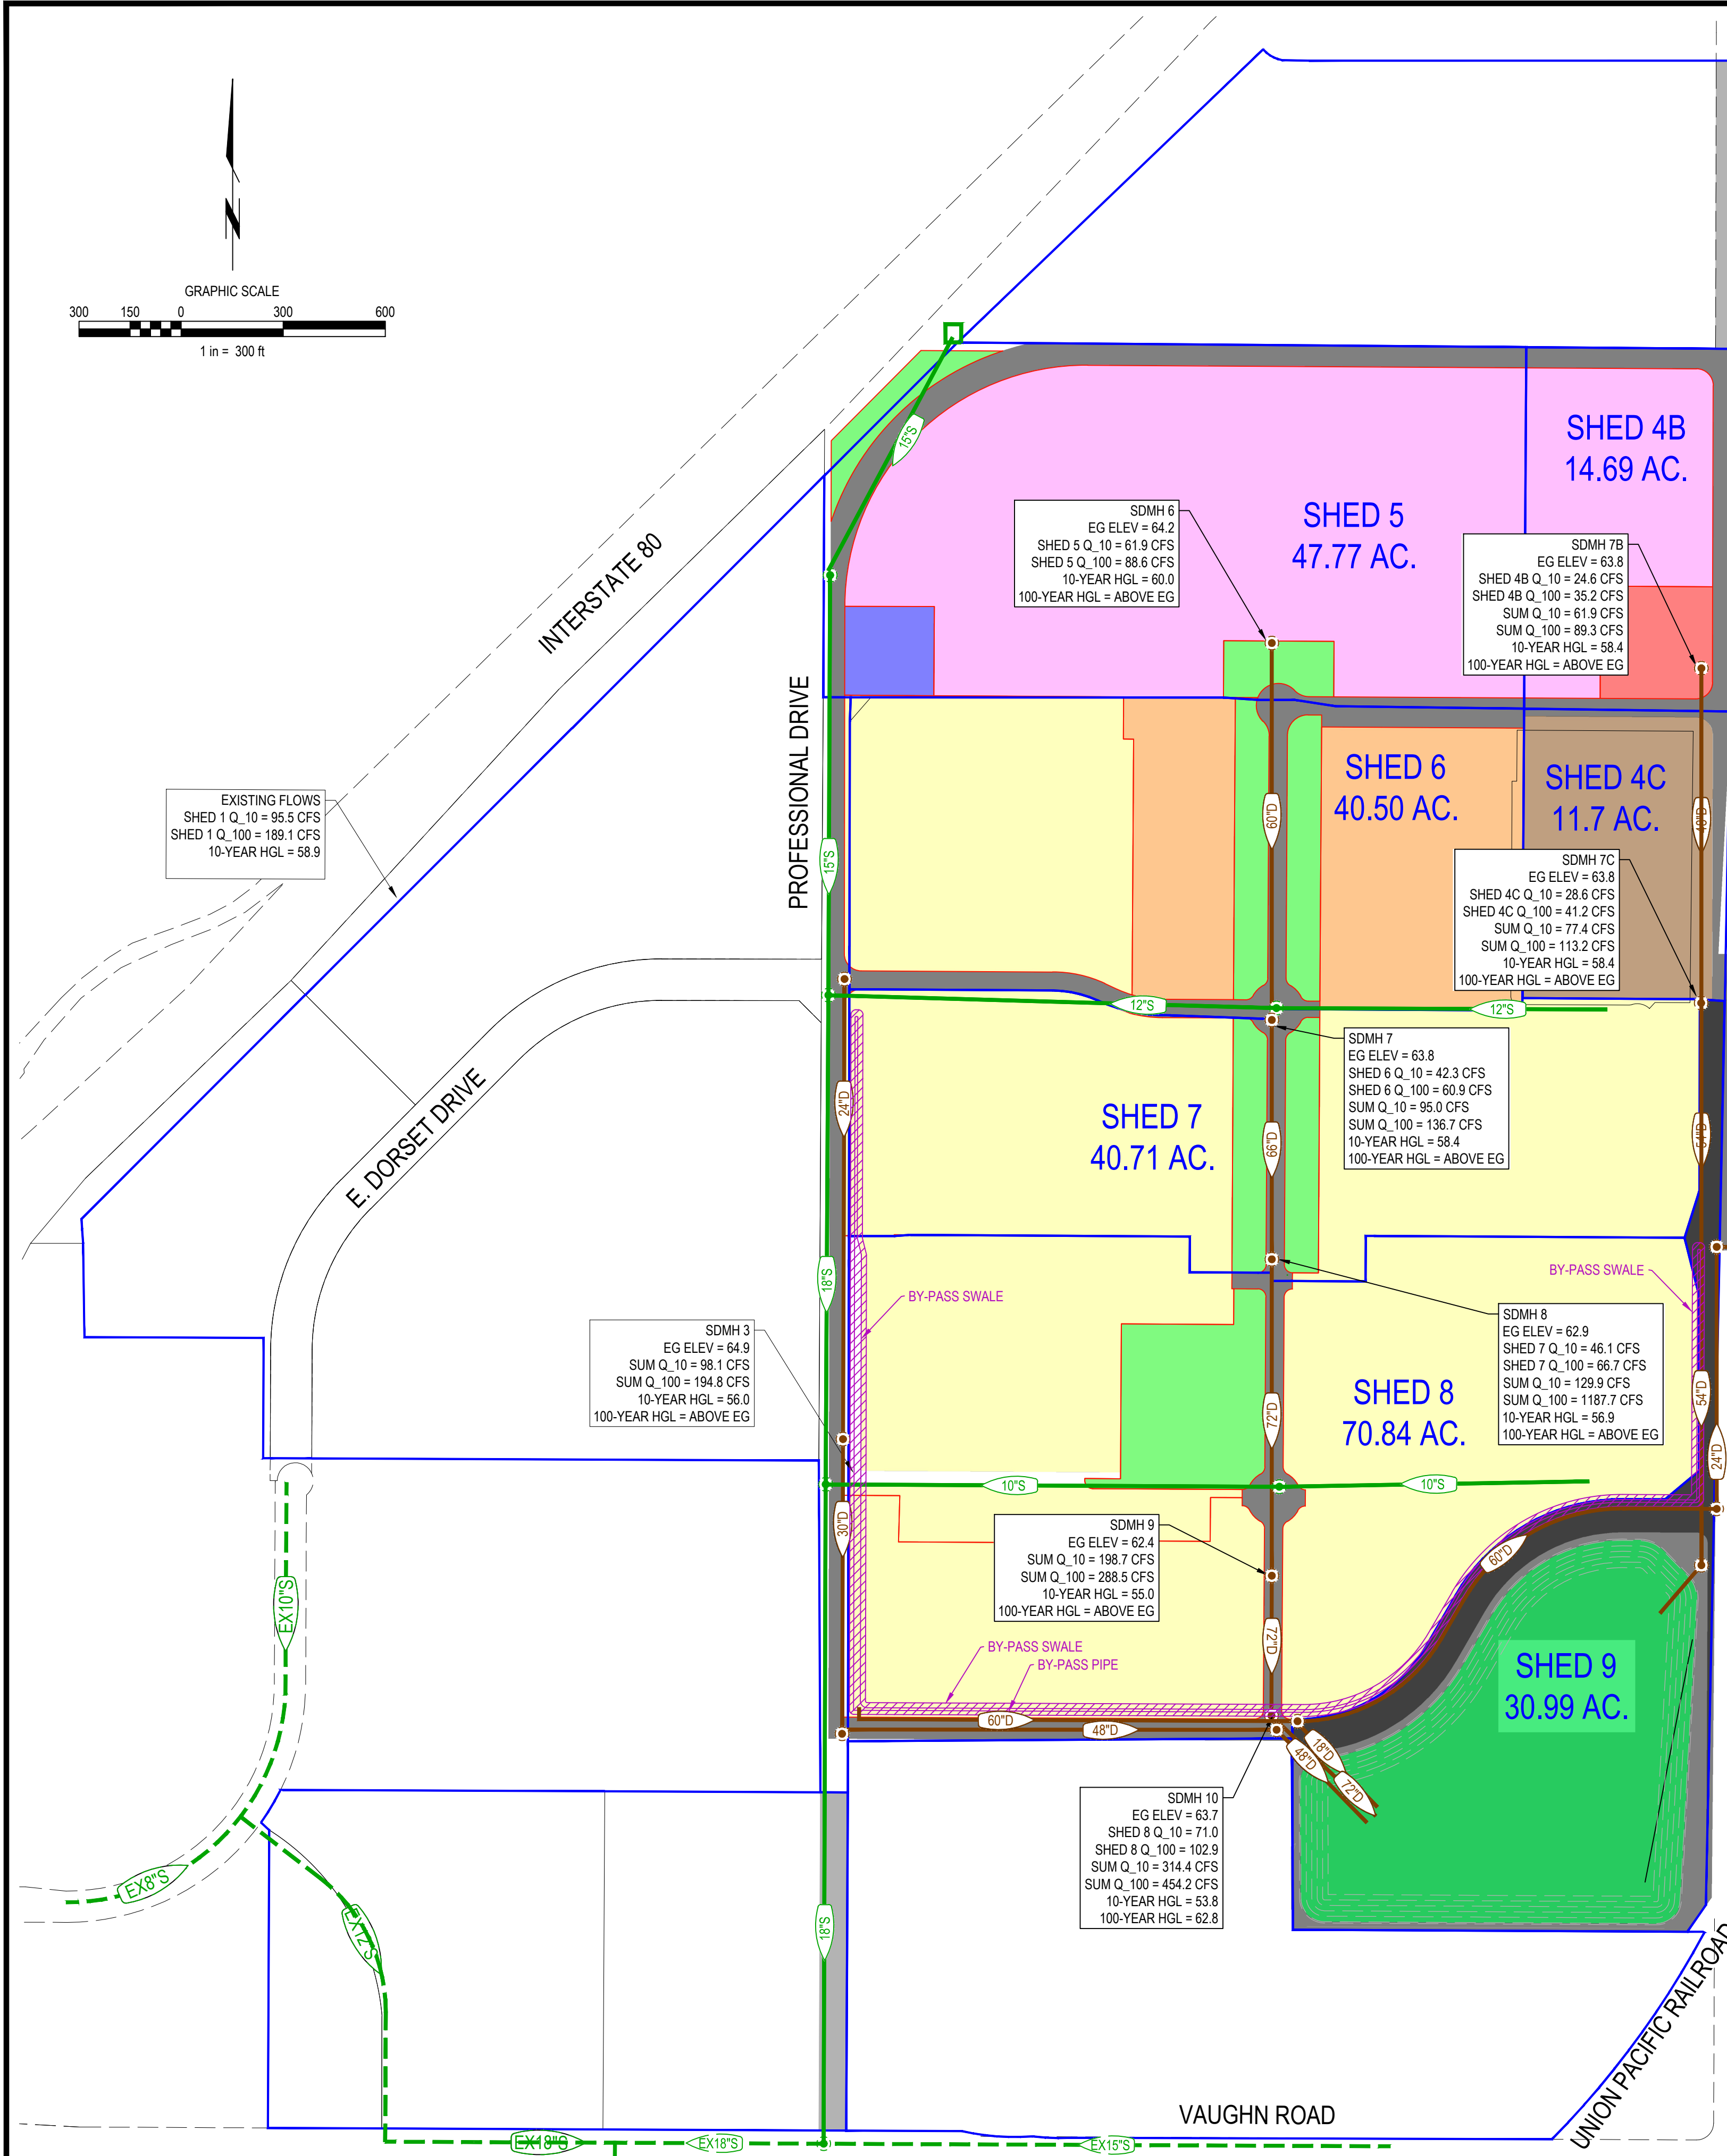 GRAPHIC SCALE
300 150 0 300 600
1 in = 300 ft
INTERSTATE 80
15"S
SHED 4B
14.69 AC.
SHED 5
47.77 AC.
SDMH 6
EG ELEV = 64.2
SHED 5 Q_10 = 61.9 CFS
SHED 5 Q_100 = 88.6 CFS
10-YEAR HGL = 60.0
100-YEAR HGL = ABOVE EG
SDMH 7B
EG ELEV = 63.8
SHED 4B Q_10 = 24.6 CFS
SHED 4B Q_100 = 35.2 CFS
SUM Q_10 = 61.9 CFS
SUM Q_100 = 89.3 CFS
10-YEAR HGL = 58.4
100-YEAR HGL = ABOVE EG
PROFESSIONAL DRIVE
SHED 6
40.50 AC.
SHED 4C
11.7 AC.
60"D
EXISTING FLOWS
SHED 1 Q_10 = 95.5 CFS
SHED 1 Q_100 = 189.1 CFS
10-YEAR HGL = 58.9
15"S
SDMH 7C
EG ELEV = 63.8
SHED 4C Q_10 = 28.6 CFS
SHED 4C Q_100 = 41.2 CFS
SUM Q_10 = 77.4 CFS
SUM Q_100 = 113.2 CFS
10-YEAR HGL = 58.4
100-YEAR HGL = ABOVE EG
12"S
12"S
SDMH 7
EG ELEV = 63.8
SHED 6 Q_10 = 42.3 CFS
SHED 6 Q_100 = 60.9 CFS
SUM Q_10 = 95.0 CFS
SUM Q_100 = 136.7 CFS
10-YEAR HGL = 58.4
100-YEAR HGL = ABOVE EG
E. DORSET DRIVE
24"D
SHED 7
40.71 AC.
66"D
54"D
18"S
BY-PASS SWALE
BY-PASS SWALE
SDMH 3
EG ELEV = 64.9
SUM Q_10 = 98.1 CFS
SUM Q_100 = 194.8 CFS
10-YEAR HGL = 56.0
100-YEAR HGL = ABOVE EG
SDMH 8
EG ELEV = 62.9
SHED 7 Q_10 = 46.1 CFS
SHED 7 Q_100 = 66.7 CFS
SUM Q_10 = 129.9 CFS
SUM Q_100 = 1187.7 CFS
10-YEAR HGL = 56.9
100-YEAR HGL = ABOVE EG
SHED 8
70.84 AC.
72"D
54"D
24"D
10"S
10"S
30"D
SDMH 9
EG ELEV = 62.4
SUM Q_10 = 198.7 CFS
SUM Q_100 = 288.5 CFS
10-YEAR HGL = 55.0
100-YEAR HGL = ABOVE EG
60"D
EX10"S
72"D
BY-PASS SWALE
BY-PASS PIPE
SHED 9
30.99 AC.
60"D
48"D
18"D
48"D
72"D
SDMH 10
EG ELEV = 63.7
SHED 8 Q_10 = 71.0
SHED 8 Q_100 = 102.9
SUM Q_10 = 314.4 CFS
SUM Q_100 = 454.2 CFS
10-YEAR HGL = 53.8
100-YEAR HGL = 62.8
EX8"S
EX12"S
18"S
UNION PACIFIC RAILROAD
VAUGHN ROAD
EX18"S
EX18"S
EX15"S